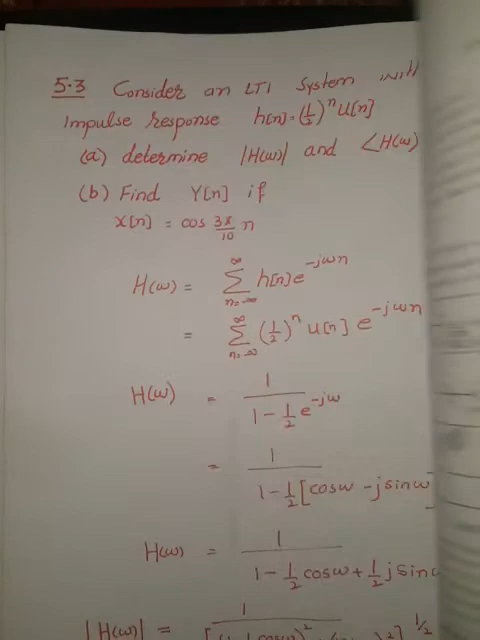 5.3 Consider an LTI System with
Impulse response h[n]=(1/2)^n U[n]
(a) determine |H(ω)| and ∠H(ω)
(b) Find Y[n] if
X[n] = cos 3π/10 n
H(ω) = ∑_{n=-∞}^{∞} h[n]e^{-jωn}
= ∑_{n=-∞}^{∞} (1/2)^n U[n] e^{-jωn}
H(ω) = 1/(1 - 1/2 e^{-jω})
= 1/(1 - 1/2[cosω - jsinω]
H(ω) = 1/(1 - 1/2 cosω + 1/2 j sinω
|H(ω)| = 1